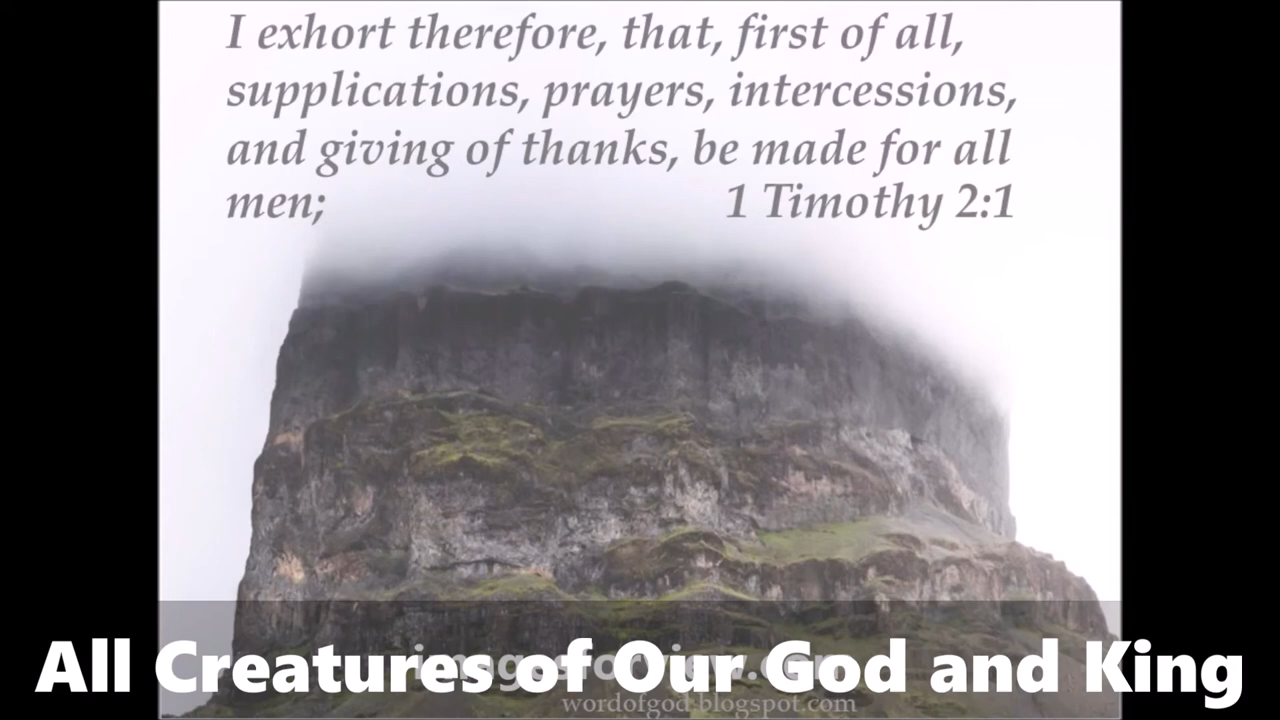 I exhort therefore, that, first of all,
supplications, prayers, intercessions,
and giving of thanks, be made for all
men; 1 Timothy 2:1
All Creatures of Our God and King
wordofgod.blogspot.com